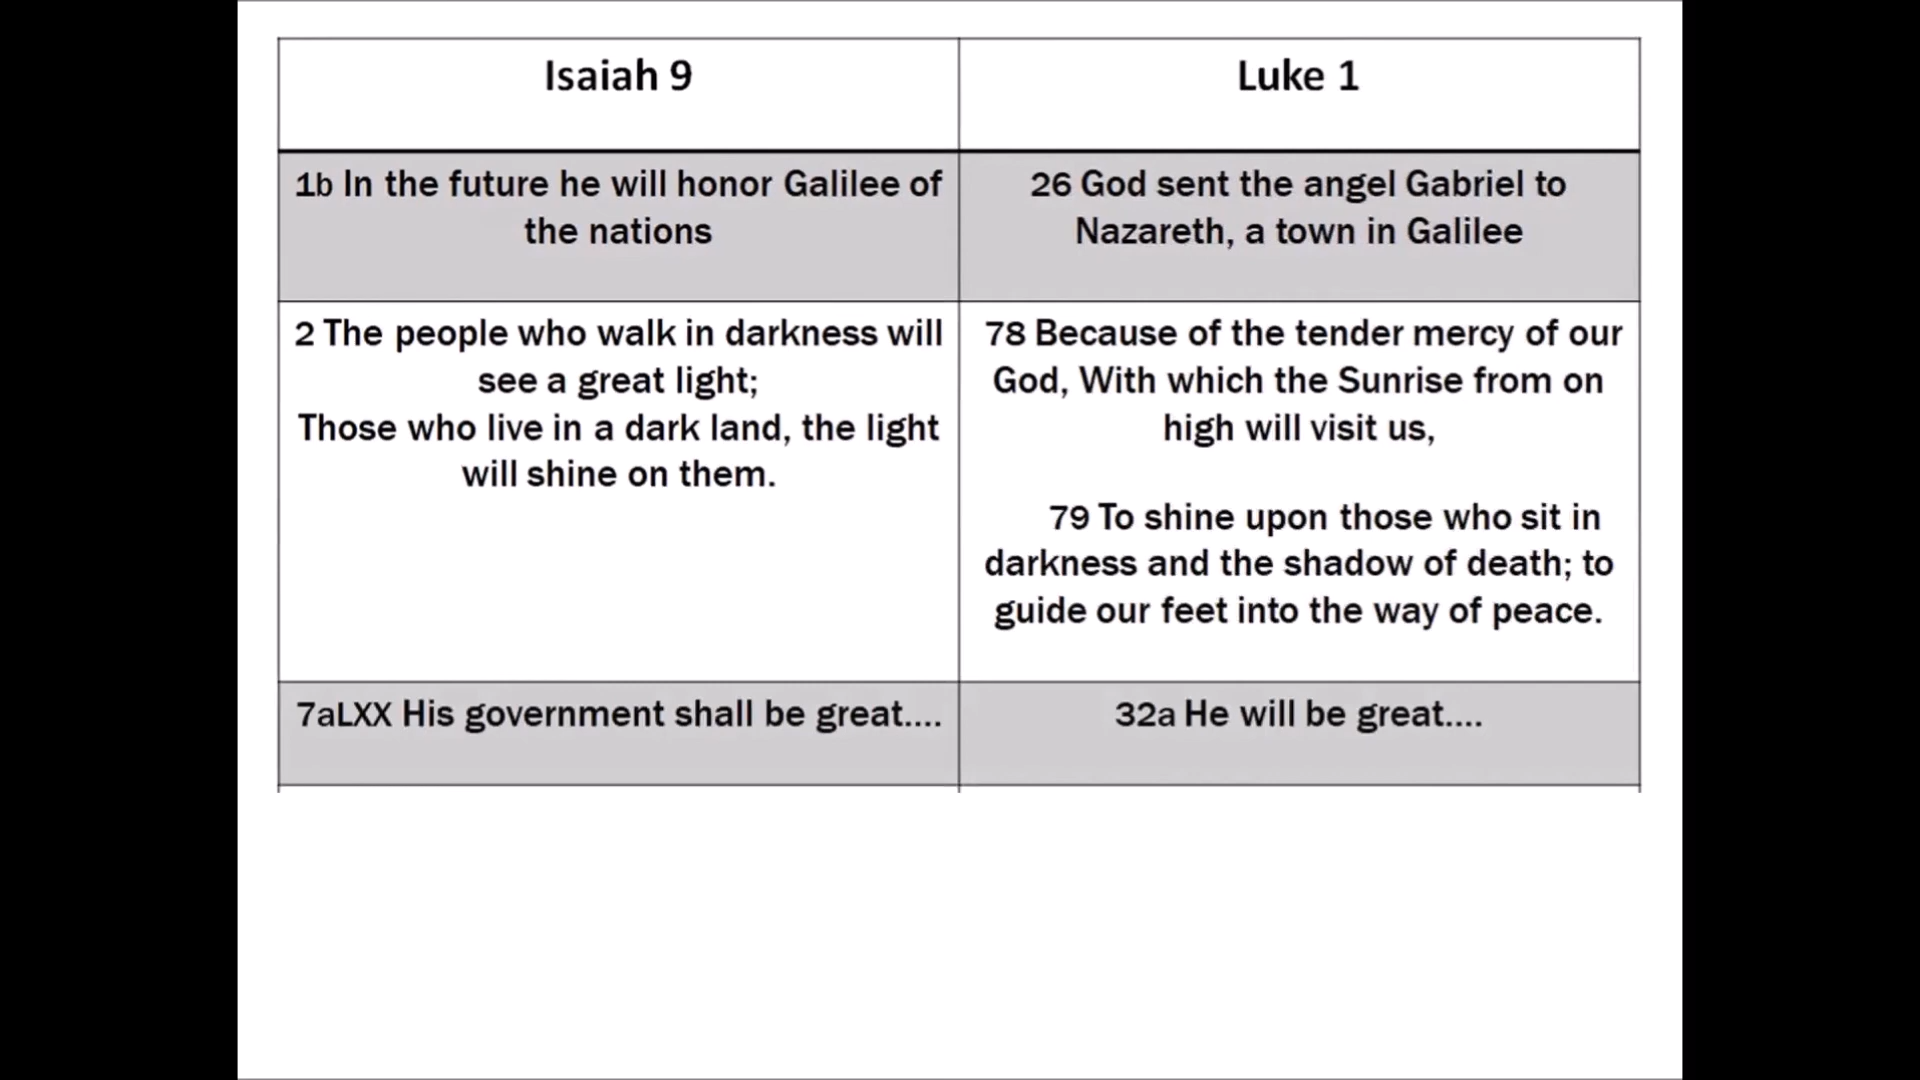 Isaiah 9
Luke 1
1b In the future he will honor Galilee of
the nations
26 God sent the angel Gabriel to
Nazareth, a town in Galilee
2 The people who walk in darkness will
see a great light;
Those who live in a dark land, the light
will shine on them.
78 Because of the tender mercy of our
God, With which the Sunrise from on
high will visit us,
79 To shine upon those who sit in
darkness and the shadow of death; to
guide our feet into the way of peace.
7aLXX His government shall be great....
32a He will be great....